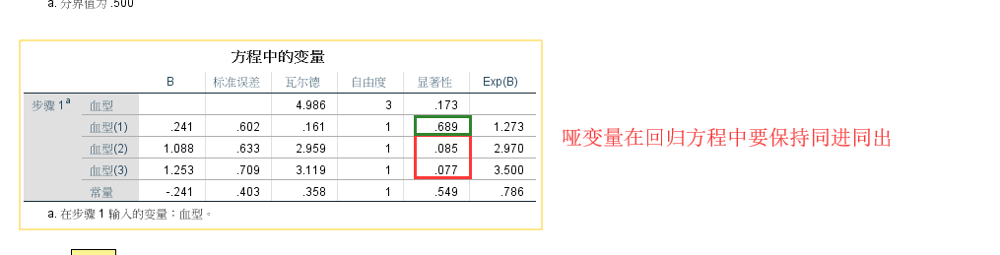 a. 分界值为 .500
方程中的变量
B 标准误差 瓦尔德 自由度 显著性 Exp(B)
步骤 1a 血型 4.986 3 .173
血型(1) .241 .602 .161 1 .689 1.273
血型(2) 1.088 .633 2.959 1 .085 2.970
血型(3) 1.253 .709 3.119 1 .077 3.500
常量 -.241 .403 .358 1 .549 .786
a. 在步骤 1 输入的变量：血型。
哑变量在回归方程中要保持同进同出